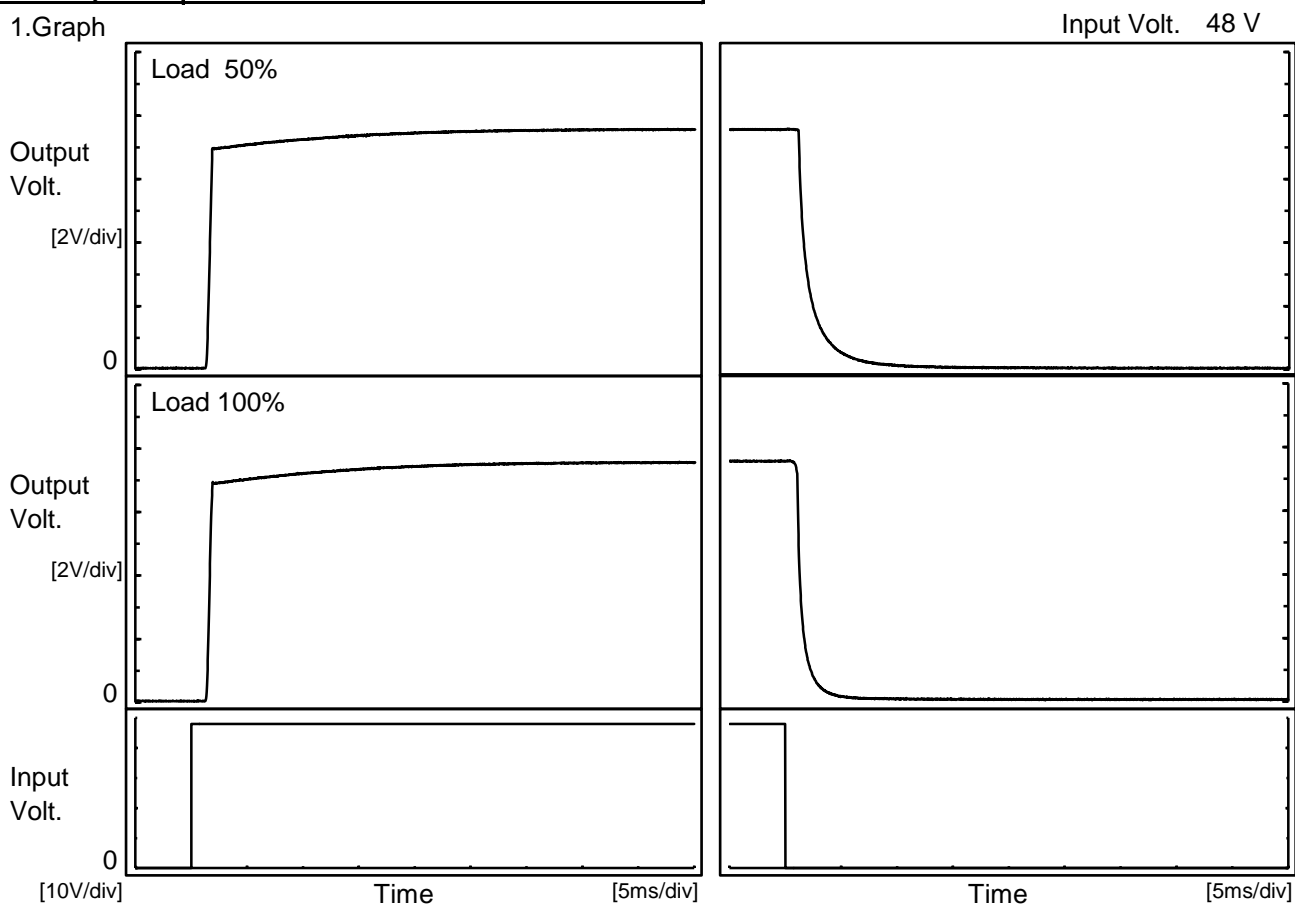 1.Graph
Input Volt. 48 V
Load 50%
Output
Volt.
[2V/div]
0
Load 100%
Output
Volt.
[2V/div]
0
Input
Volt.
0
[10V/div]
Time
[5ms/div]
Time
[5ms/div]